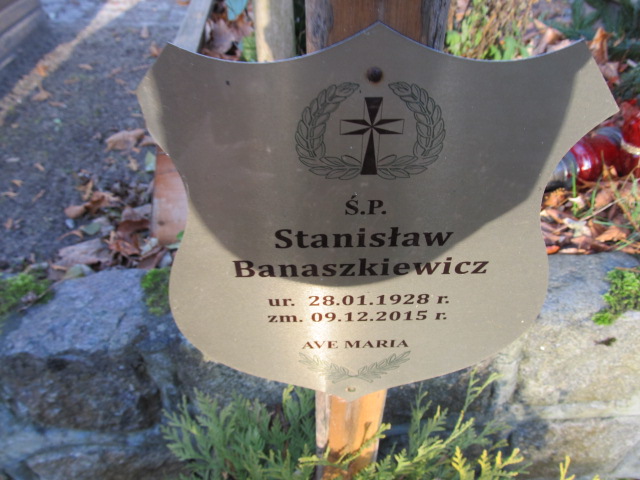 Ś.P.
Stanisław
Banaszkiewicz
ur. 28.01.1928 r.
zm. 09.12.2015 r.
AVE MARIA